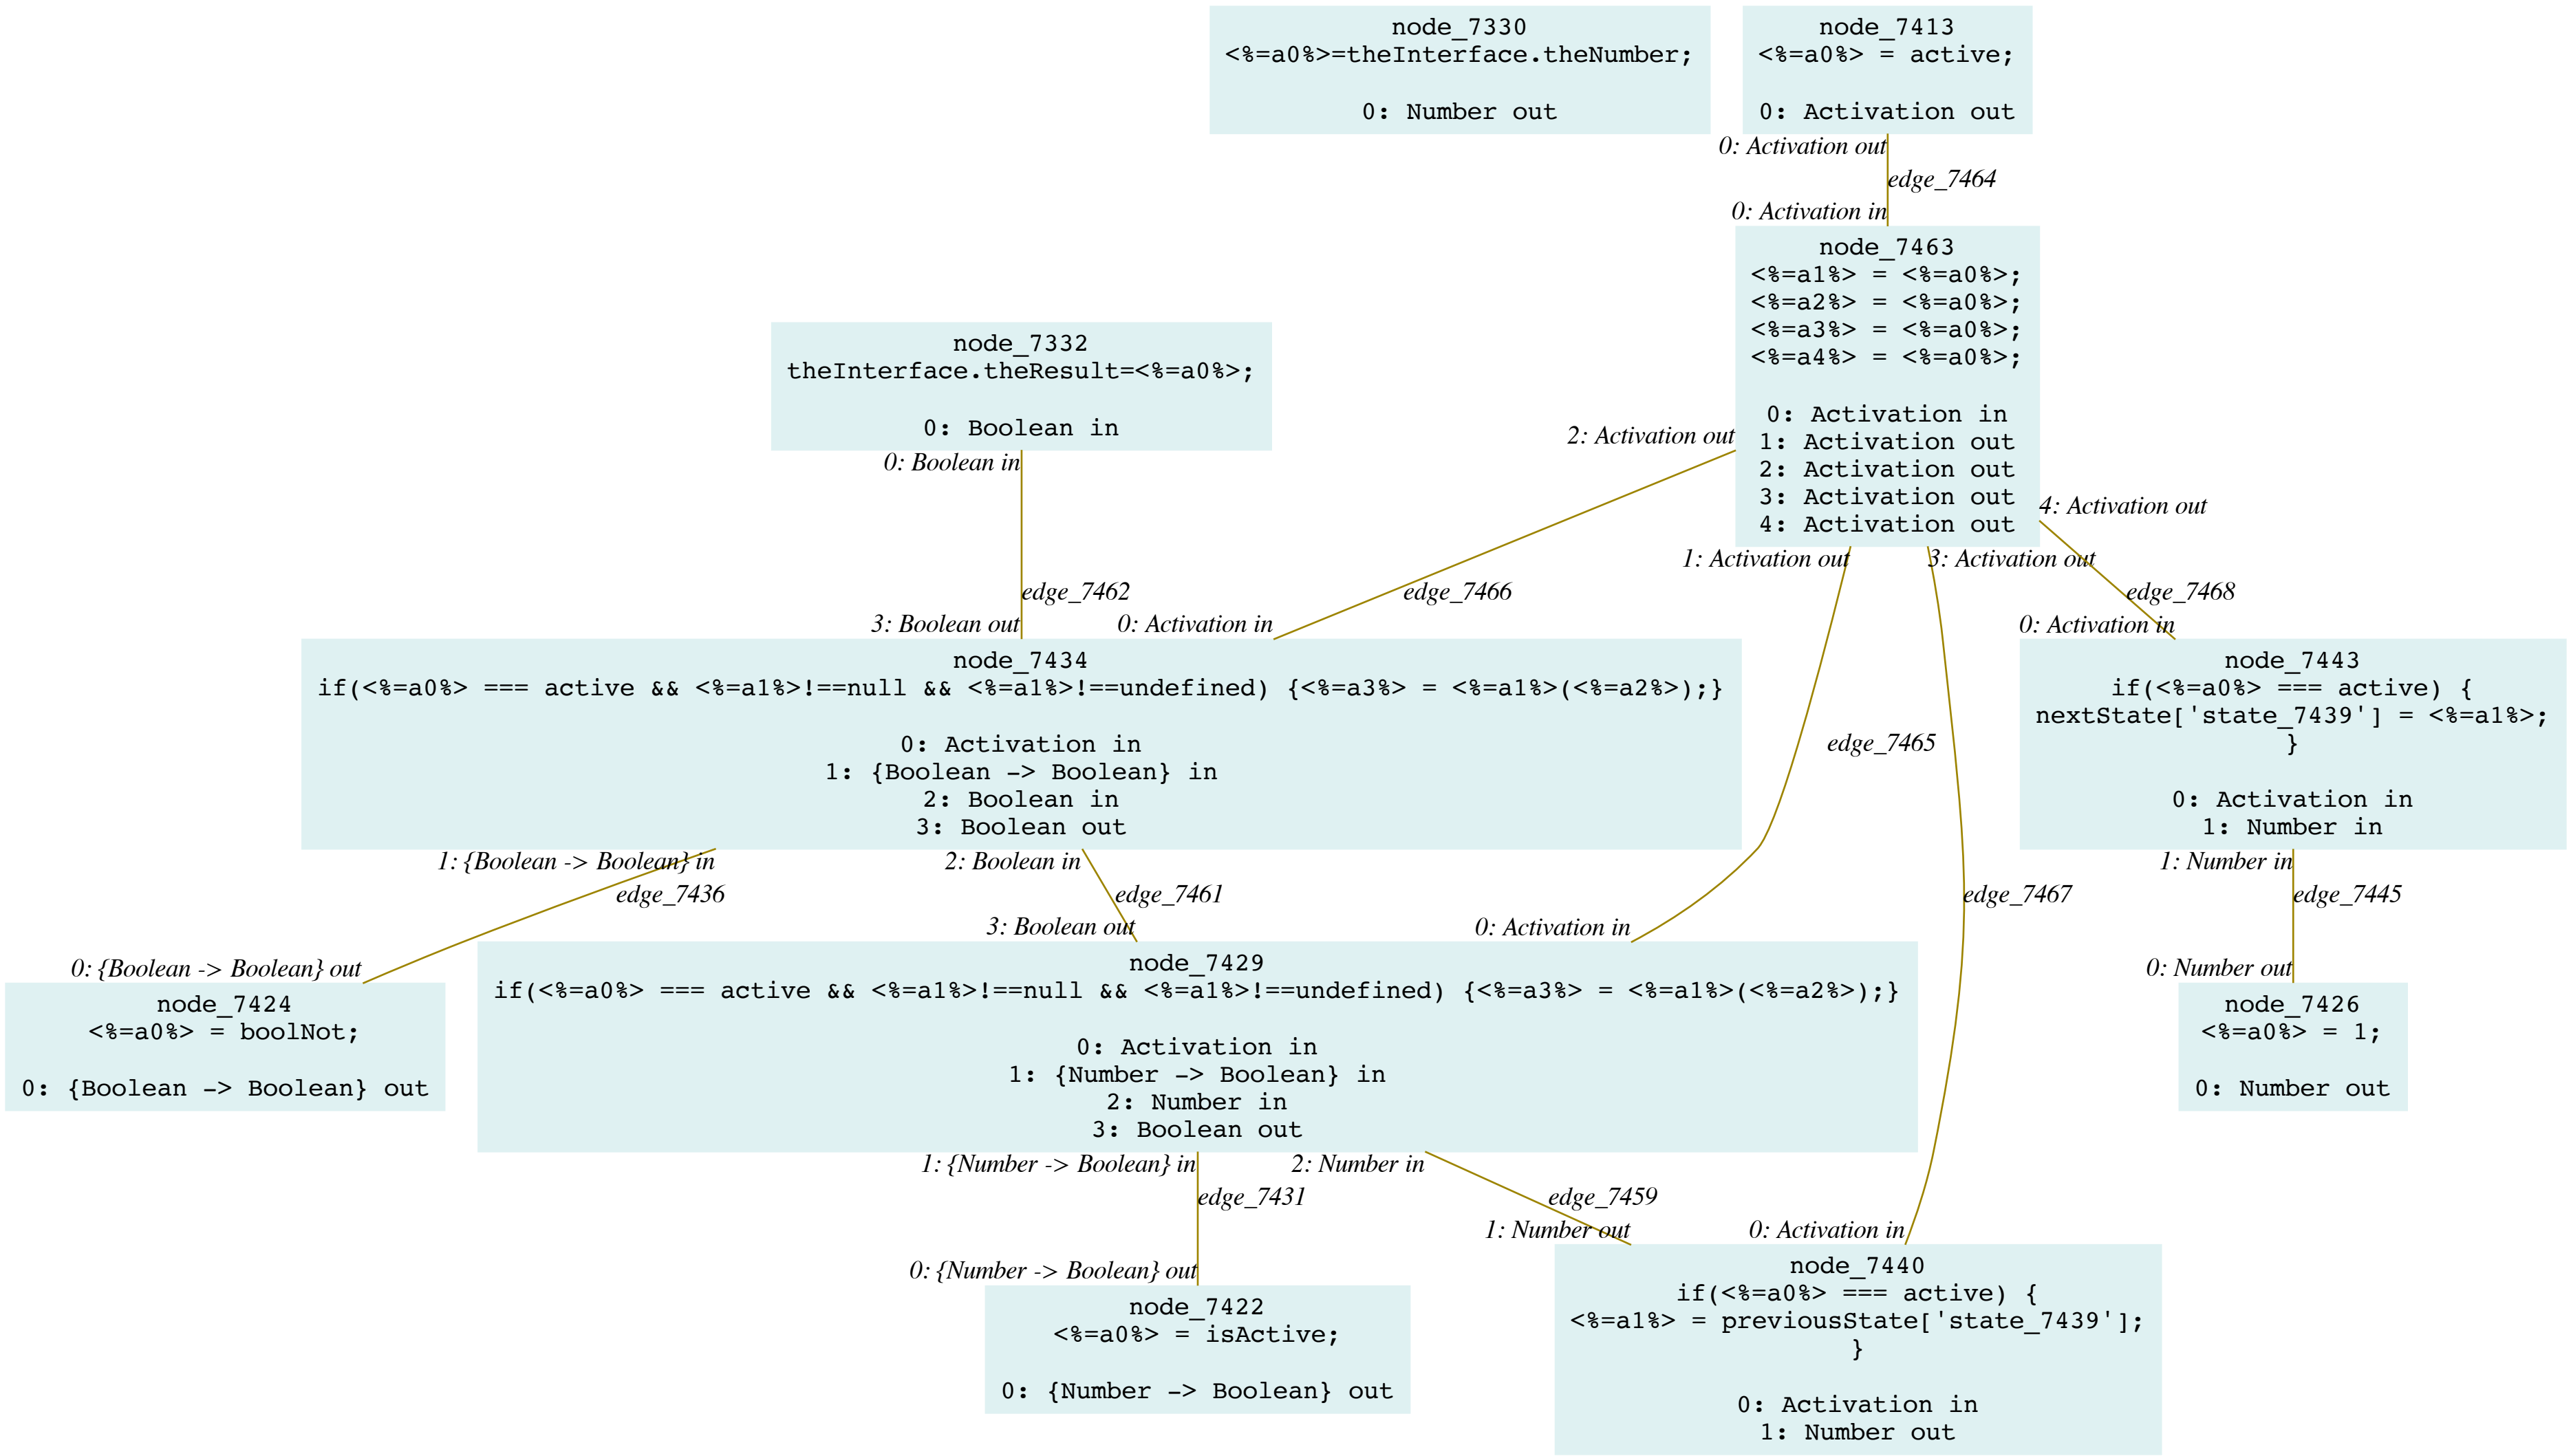 node_7330
<%=a0%>=theInterface.theNumber;
0: Number out
node_7413
<%=a0%> = active;
0: Activation out
0: Activation out
edge_7464
0: Activation in
node_7463
<%=a1%> = <%=a0%>;
<%=a2%> = <%=a0%>;
<%=a3%> = <%=a0%>;
<%=a4%> = <%=a0%>;
0: Activation in
1: Activation out
2: Activation out
3: Activation out
4: Activation out
node_7332
theInterface.theResult=<%=a0%>;
0: Boolean in
0: Boolean in
2: Activation out
4: Activation out
1: Activation out
3: Activation out
edge_7462
edge_7466
edge_7468
3: Boolean out
0: Activation in
0: Activation in
node_7434
if(<%=a0%> === active && <%=a1%>!==null && <%=a1%>!==undefined) {<%=a3%> = <%=a1%>(<%=a2%>);}
0: Activation in
1: {Boolean -> Boolean} in
2: Boolean in
3: Boolean out
edge_7465
node_7443
if(<%=a0%> === active) {
nextState['state_7439'] = <%=a1%>;
}
0: Activation in
1: Number in
1: {Boolean -> Boolean} in
2: Boolean in
1: Number in
edge_7436
edge_7461
edge_7467
edge_7445
3: Boolean out
0: Activation in
0: {Boolean -> Boolean} out
0: Number out
node_7424
<%=a0%> = boolNot;
0: {Boolean -> Boolean} out
node_7429
if(<%=a0%> === active && <%=a1%>!==null && <%=a1%>!==undefined) {<%=a3%> = <%=a1%>(<%=a2%>);}
0: Activation in
1: {Number -> Boolean} in
2: Number in
3: Boolean out
node_7426
<%=a0%> = 1;
0: Number out
1: {Number -> Boolean} in
2: Number in
edge_7431
edge_7459
1: Number out
0: Activation in
0: {Number -> Boolean} out
node_7422
<%=a0%> = isActive;
0: {Number -> Boolean} out
node_7440
if(<%=a0%> === active) {
<%=a1%> = previousState['state_7439'];
}
0: Activation in
1: Number out